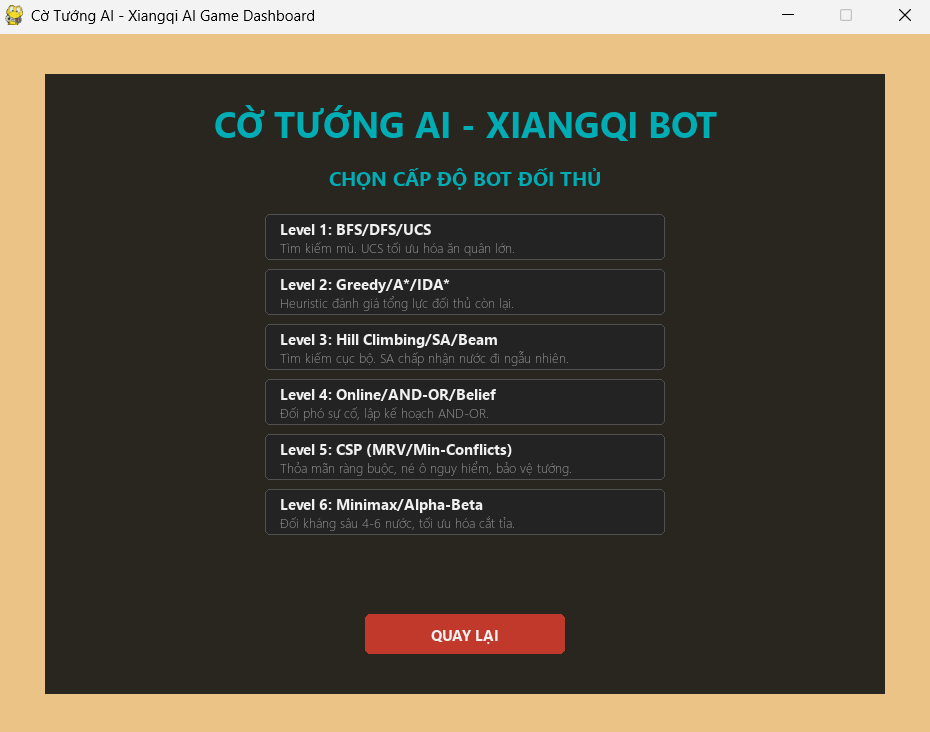 Cờ Tướng AI - Xiangqi AI Game Dashboard
CỜ TƯỚNG AI - XIANGQI BOT
CHỌN CẤP ĐỘ BOT ĐỐI THỦ
Level 1: BFS/DFS/UCS
Tìm kiếm mù. UCS tối ưu hóa ăn quân lớn.
Level 2: Greedy/A*/IDA*
Heuristic đánh giá tổng lực đối thủ còn lại.
Level 3: Hill Climbing/SA/Beam
Tìm kiếm cục bộ. SA chấp nhận nước đi ngẫu nhiên.
Level 4: Online/AND-OR/Belief
Đối phó sự cố, lập kế hoạch AND-OR.
Level 5: CSP (MRV/Min-Conflicts)
Thỏa mãn ràng buộc, né ô nguy hiểm, bảo vệ tướng.
Level 6: Minimax/Alpha-Beta
Đối kháng sâu 4-6 nước, tối ưu hóa cắt tỉa.
QUAY LẠI